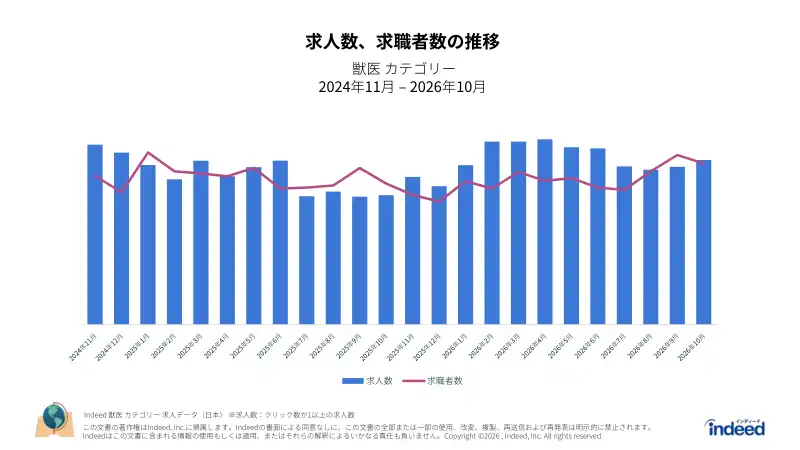 求人数、求職者数の推移
獣医 カテゴリー
2024年11月 – 2026年10月
2024年11月
2024年12月
2025年1月
2025年2月
2025年3月
2025年4月
2025年5月
2025年6月
2025年7月
2025年8月
2025年9月
2025年10月
2025年11月
2025年12月
2026年1月
2026年2月
2026年3月
2026年4月
2026年5月
2026年6月
2026年7月
2026年8月
2026年9月
2026年10月
求人数 求職者数
Indeed 獣医 カテゴリー 求人データ（日本） ※求人数：クリック数が1以上の求人数
この文書の著作権はIndeed, Inc.に帰属します。Indeedの書面による同意なしに、この文書の全部または一部の使用、改変、複製、再送信および再発表は明示的に禁止されます。
Indeedはこの文書に含まれる情報の使用もしくは適用、またはそれらの解釈によるいかなる責任も負いません。Copyright ©2026 , Indeed, Inc. All rights reserved.
インディード
indeed